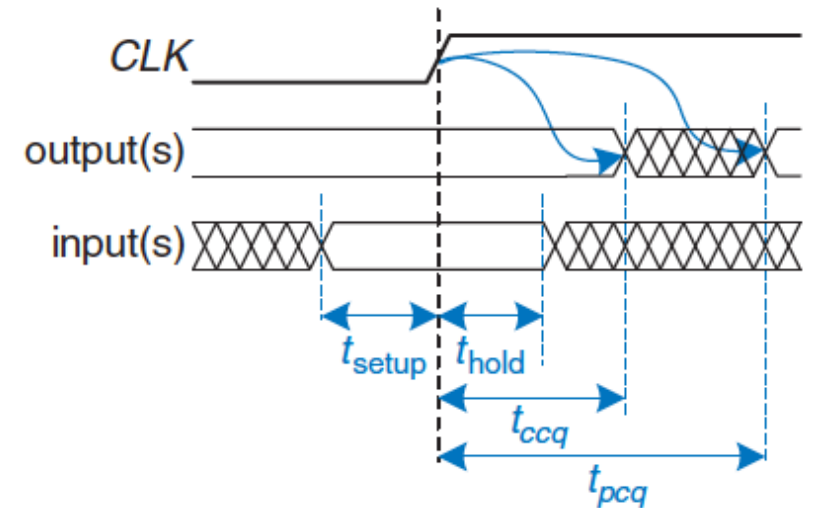 CLK
output(s)
input(s)
tsetup
thold
tccq
tpcq